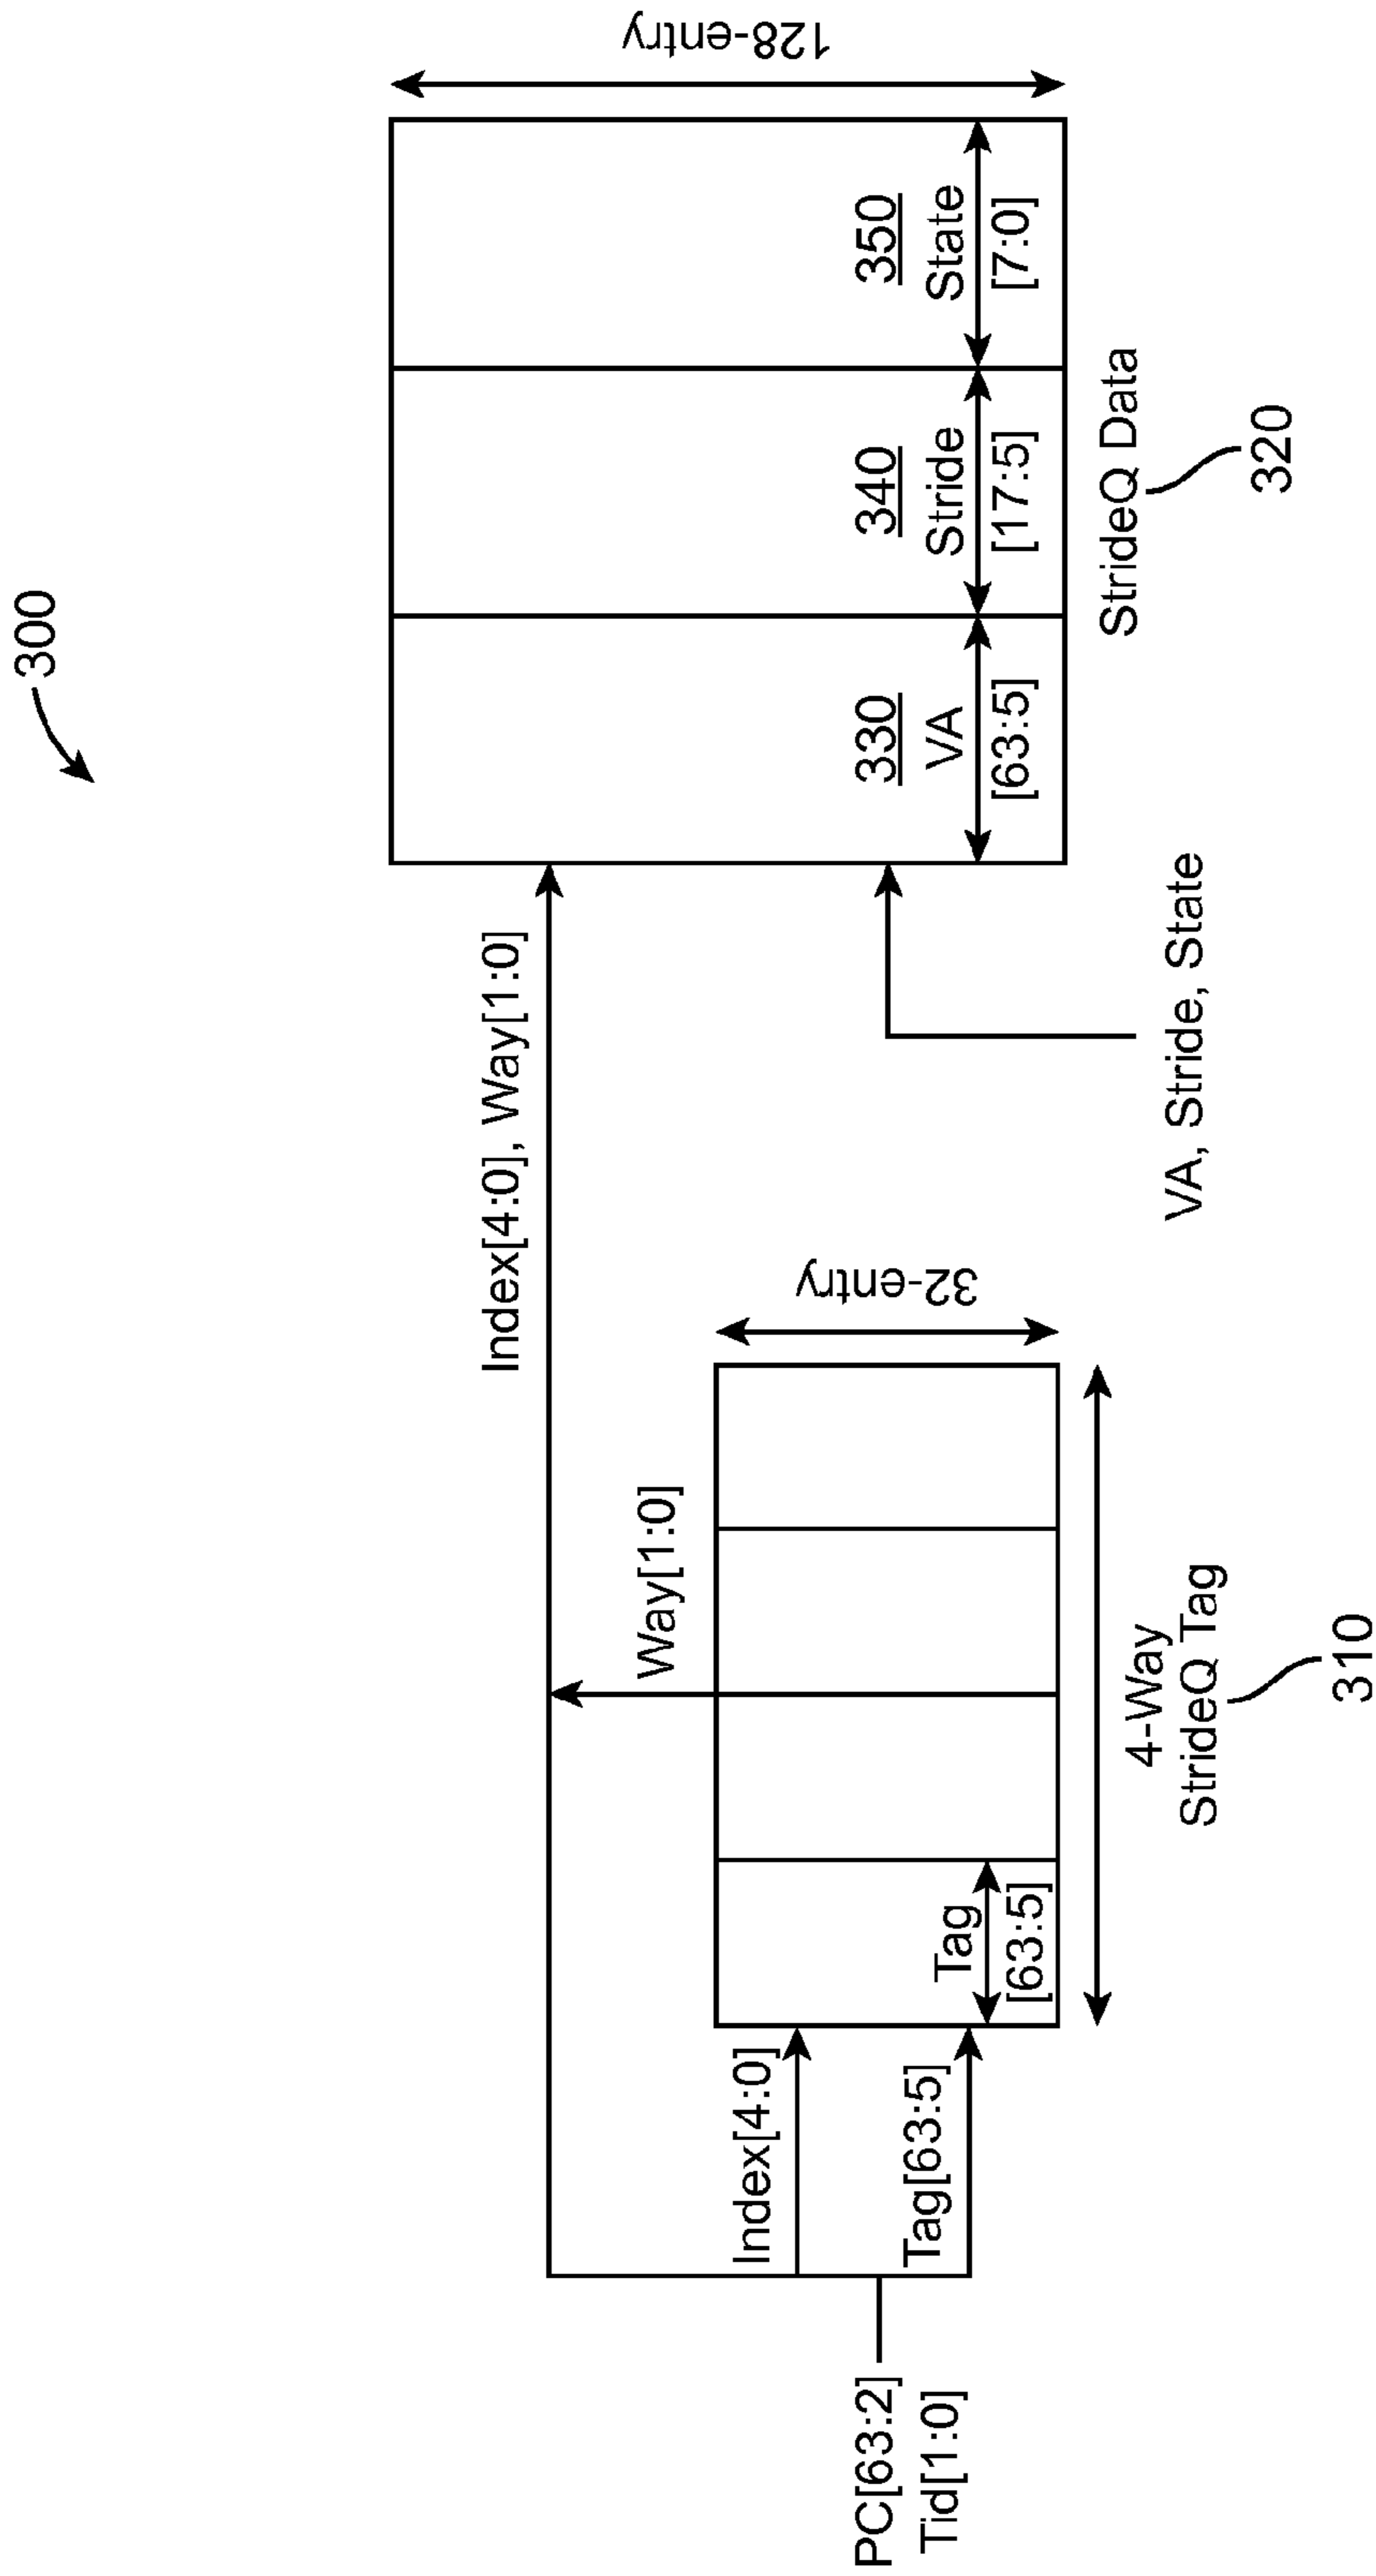 300
128-entry
Index[4:0], Way[1:0]
330
VA
[63:5]
340
Stride
[17:5]
350
State
[7:0]
StrideQ Data
320
VA, Stride, State
Way[1:0]
32-entry
Index[4:0]
Tag[63:5]
Tag
[63:5]
4-Way
StrideQ Tag
310
PC[63:2]
Tid[1:0]